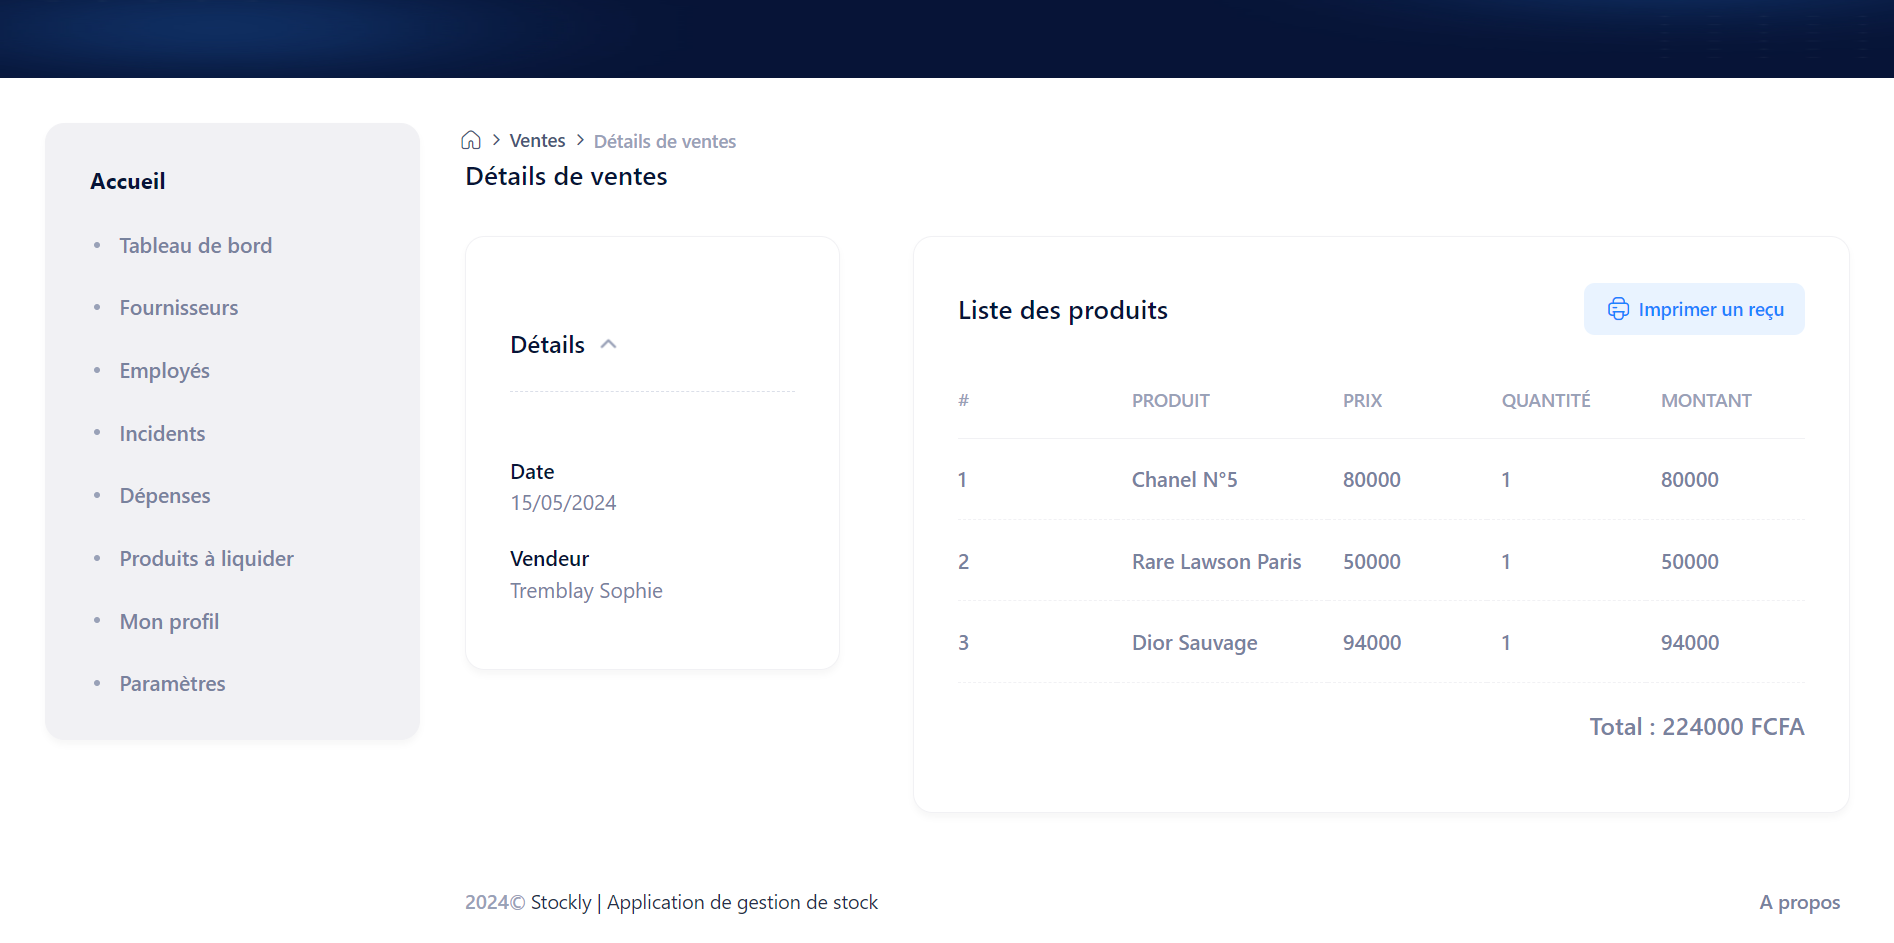 Accueil
Tableau de bord
Fournisseurs
Employés
Incidents
Dépenses
Produits à liquider
Mon profil
Paramètres
Ventes Détails de ventes
Détails de ventes
Détails
Date
15/05/2024
Vendeur
Tremblay Sophie
Liste des produits Imprimer un reçu
# PRODUIT PRIX QUANTITÉ MONTANT
1 Chanel N°5 80000 1 80000
2 Rare Lawson Paris 50000 1 50000
3 Dior Sauvage 94000 1 94000
Total : 224000 FCFA
2024© Stockly | Application de gestion de stock A propos